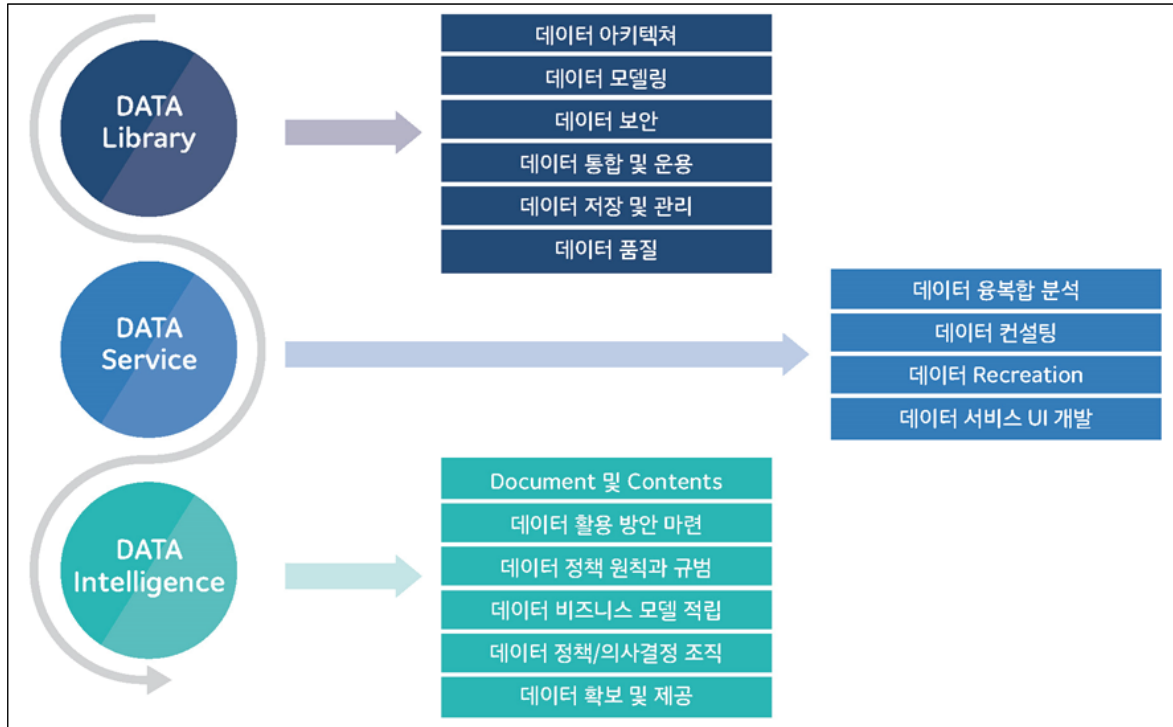 DATA
Library
데이터 아키텍쳐
데이터 모델링
데이터 보안
데이터 통합 및 운용
데이터 저장 및 관리
데이터 품질
DATA
Service
데이터 융복합 분석
데이터 컨설팅
데이터 Recreation
데이터 서비스 UI 개발
DATA
Intelligence
Document 및 Contents
데이터 활용 방안 마련
데이터 정책 원칙과 규범
데이터 비즈니스 모델 적립
데이터 정책/의사결정 조직
데이터 확보 및 제공